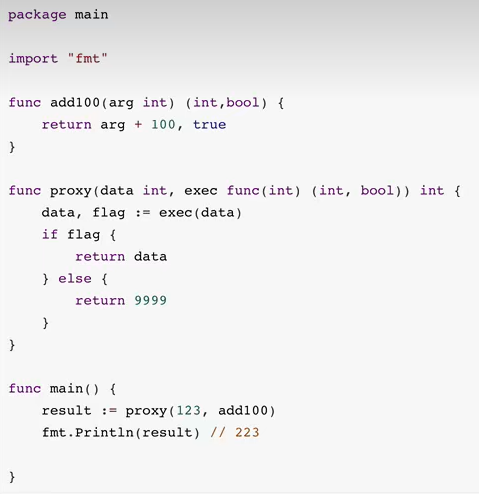 package main
import "fmt"
func add100(arg int) (int,bool) {
    return arg + 100, true
}
func proxy(data int, exec func(int) (int, bool)) int {
    data, flag := exec(data)
    if flag {
        return data
    } else {
        return 9999
    }
}
func main() {
    result := proxy(123, add100)
    fmt.Println(result) // 223
}